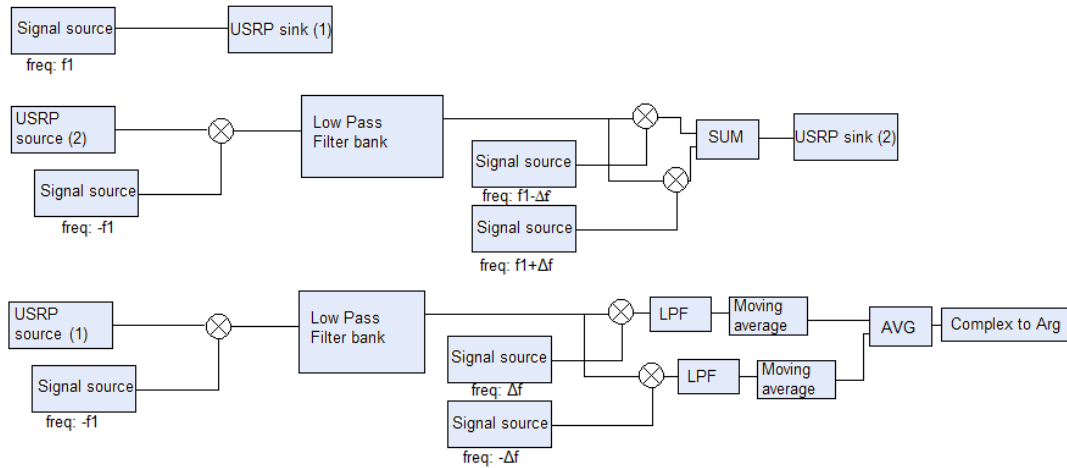 Signal source
USRP sink (1)
freq: f1
USRP
source (2)
Low Pass
Filter bank
Signal source
freq: -f1
Signal source
freq: f1-Δf
Signal source
freq: f1+Δf
SUM
USRP sink (2)
USRP
source (1)
Low Pass
Filter bank
Signal source
freq: -f1
Signal source
freq: Δf
Signal source
freq: -Δf
LPF
Moving
average
LPF
Moving
average
AVG
Complex to Arg